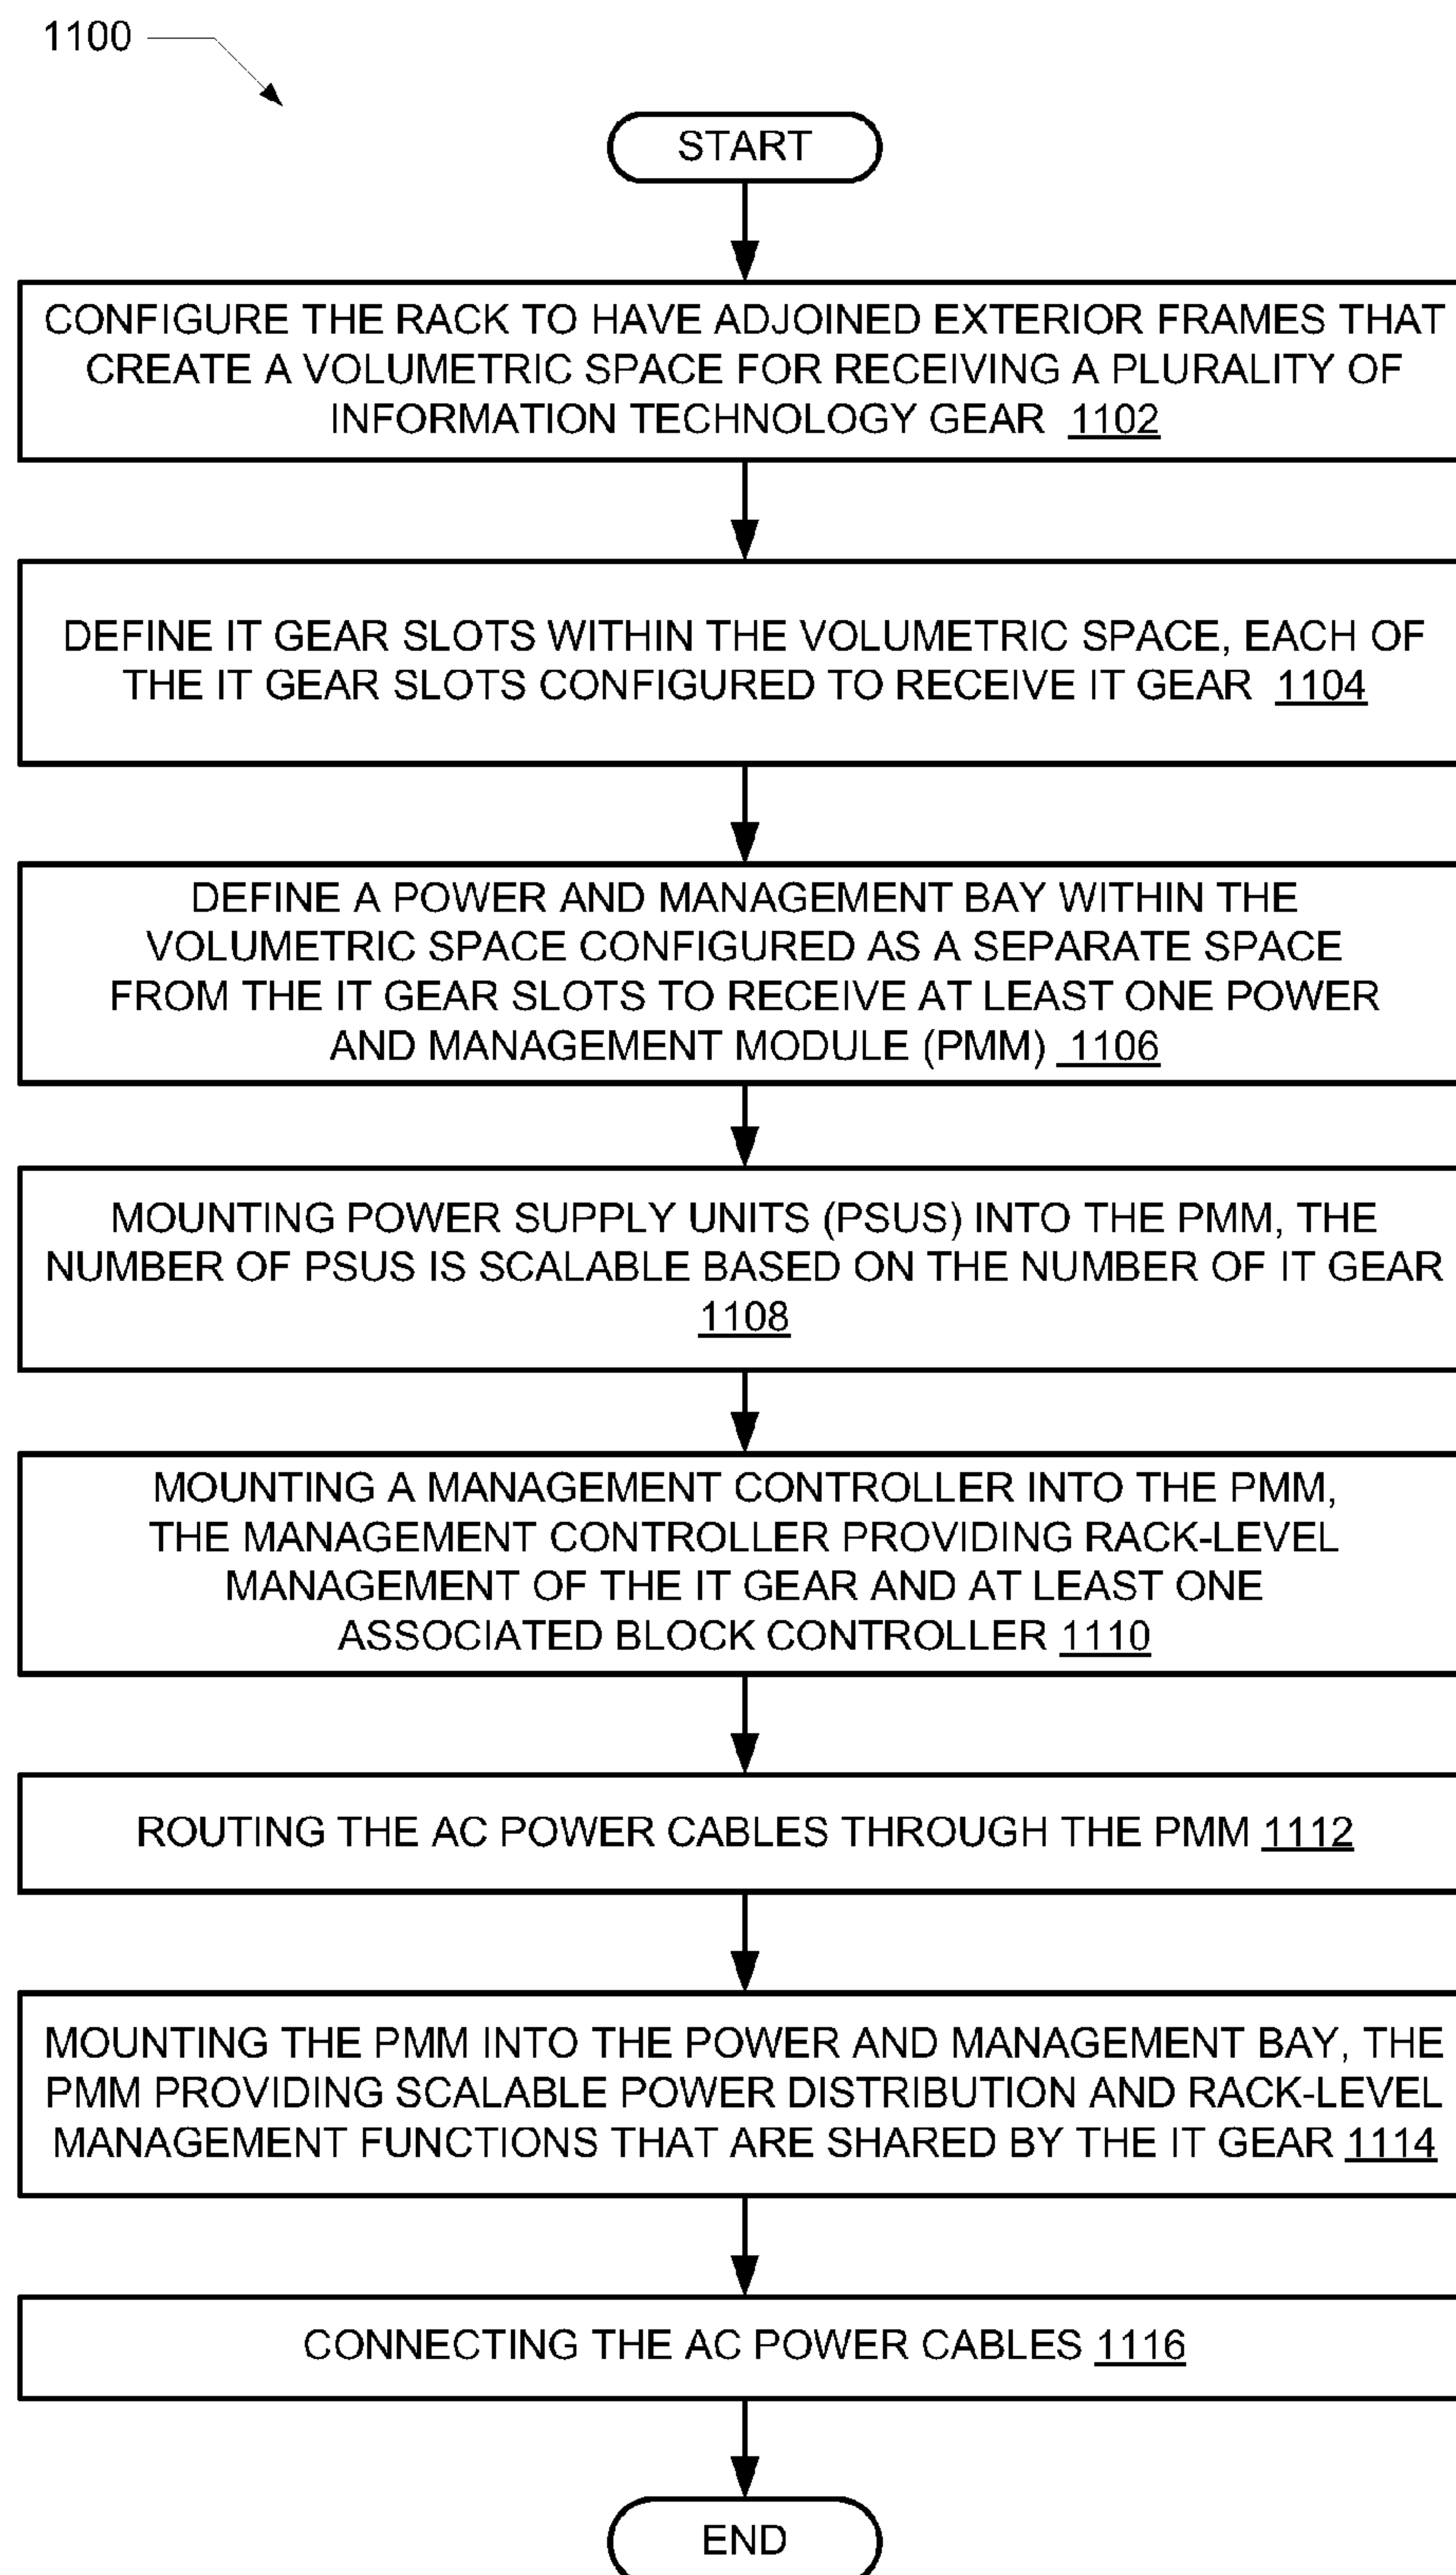 1100
START
CONFIGURE THE RACK TO HAVE ADJOINED EXTERIOR FRAMES THAT
CREATE A VOLUMETRIC SPACE FOR RECEIVING A PLURALITY OF
INFORMATION TECHNOLOGY GEAR 1102
DEFINE IT GEAR SLOTS WITHIN THE VOLUMETRIC SPACE, EACH OF
THE IT GEAR SLOTS CONFIGURED TO RECEIVE IT GEAR 1104
DEFINE A POWER AND MANAGEMENT BAY WITHIN THE
VOLUMETRIC SPACE CONFIGURED AS A SEPARATE SPACE
FROM THE IT GEAR SLOTS TO RECEIVE AT LEAST ONE POWER
AND MANAGEMENT MODULE (PMM) 1106
MOUNTING POWER SUPPLY UNITS (PSUS) INTO THE PMM, THE
NUMBER OF PSUS IS SCALABLE BASED ON THE NUMBER OF IT GEAR
1108
MOUNTING A MANAGEMENT CONTROLLER INTO THE PMM,
THE MANAGEMENT CONTROLLER PROVIDING RACK-LEVEL
MANAGEMENT OF THE IT GEAR AND AT LEAST ONE
ASSOCIATED BLOCK CONTROLLER 1110
ROUTING THE AC POWER CABLES THROUGH THE PMM 1112
MOUNTING THE PMM INTO THE POWER AND MANAGEMENT BAY, THE
PMM PROVIDING SCALABLE POWER DISTRIBUTION AND RACK-LEVEL
MANAGEMENT FUNCTIONS THAT ARE SHARED BY THE IT GEAR 1114
CONNECTING THE AC POWER CABLES 1116
END